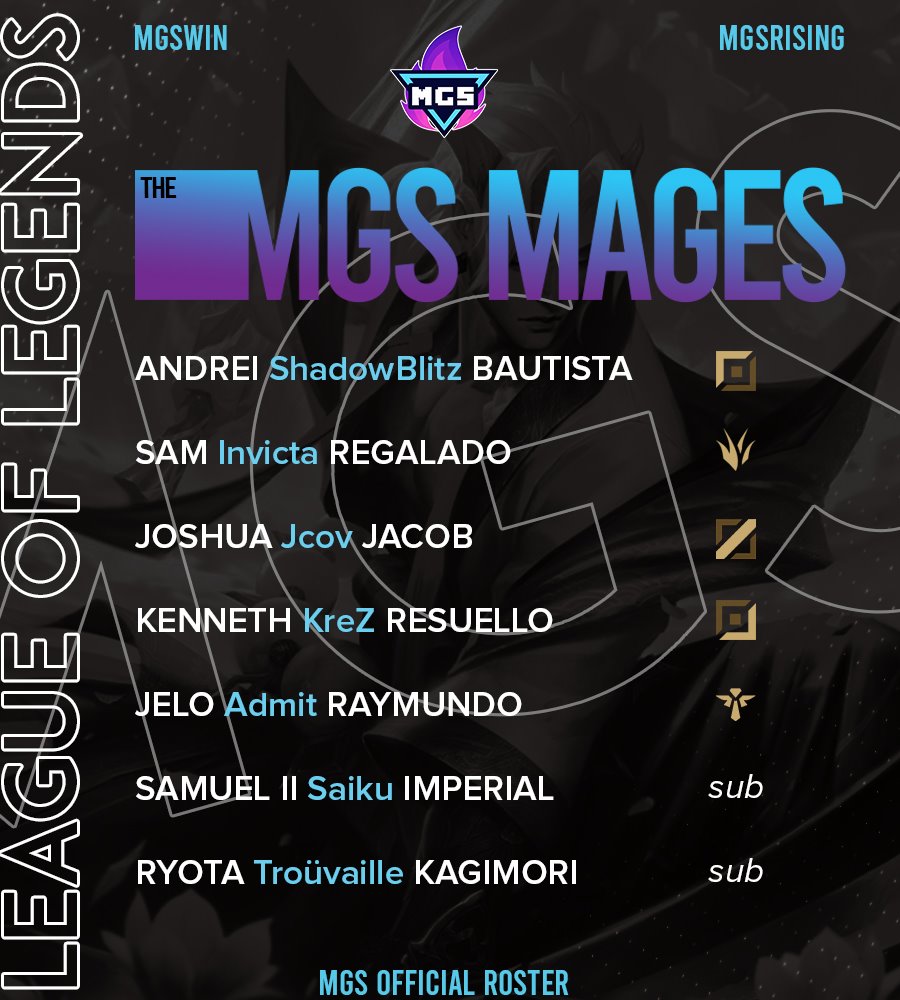 MGSWIN
MGSRISING
MGS
THE
MGS MAGES
LEAGUE OF LEGENDS
ANDREI ShadowBlitz BAUTISTA
SAM Invicta REGALADO
JOSHUA Jcov JACOB
KENNETH KreZ RESUELLO
JELO Admit RAYMUNDO
SAMUEL II Saiku IMPERIAL sub
RYOTA Troüvaille KAGIMORI sub
MGS OFFICIAL ROSTER
MGS